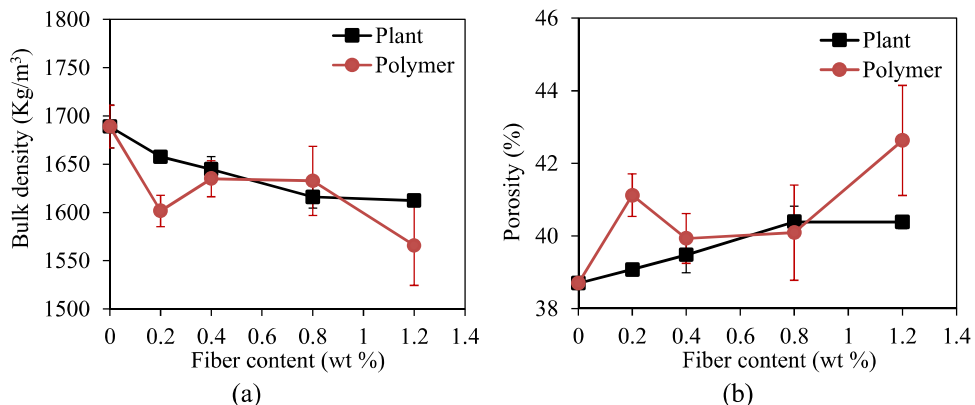 1800
1750
1700
1650
1600
1550
1500
Bulk density (Kg/m³)
Plant
Polymer
0 0.2 0.4 0.6 0.8 1 1.2 1.4
Fiber content (wt %)
(a)
46
44
42
40
38
Porosity (%)
Plant
Polymer
0 0.2 0.4 0.6 0.8 1 1.2 1.4
Fiber content (wt %)
(b)